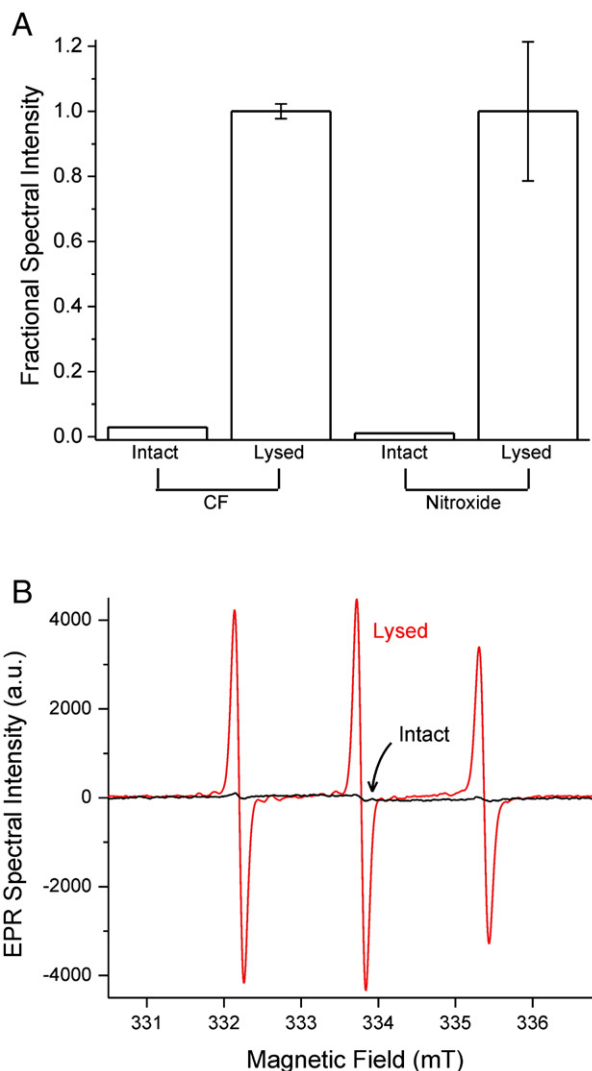 A
Fractional Spectral Intensity
1.2
1.0
0.8
0.6
0.4
0.2
0.0
Intact Lysed Intact Lysed
CF Nitroxide
B
EPR Spectral Intensity (a.u.)
4000
2000
0
-2000
-4000
Lysed
Intact
331 332 333 334 335 336
Magnetic Field (mT)